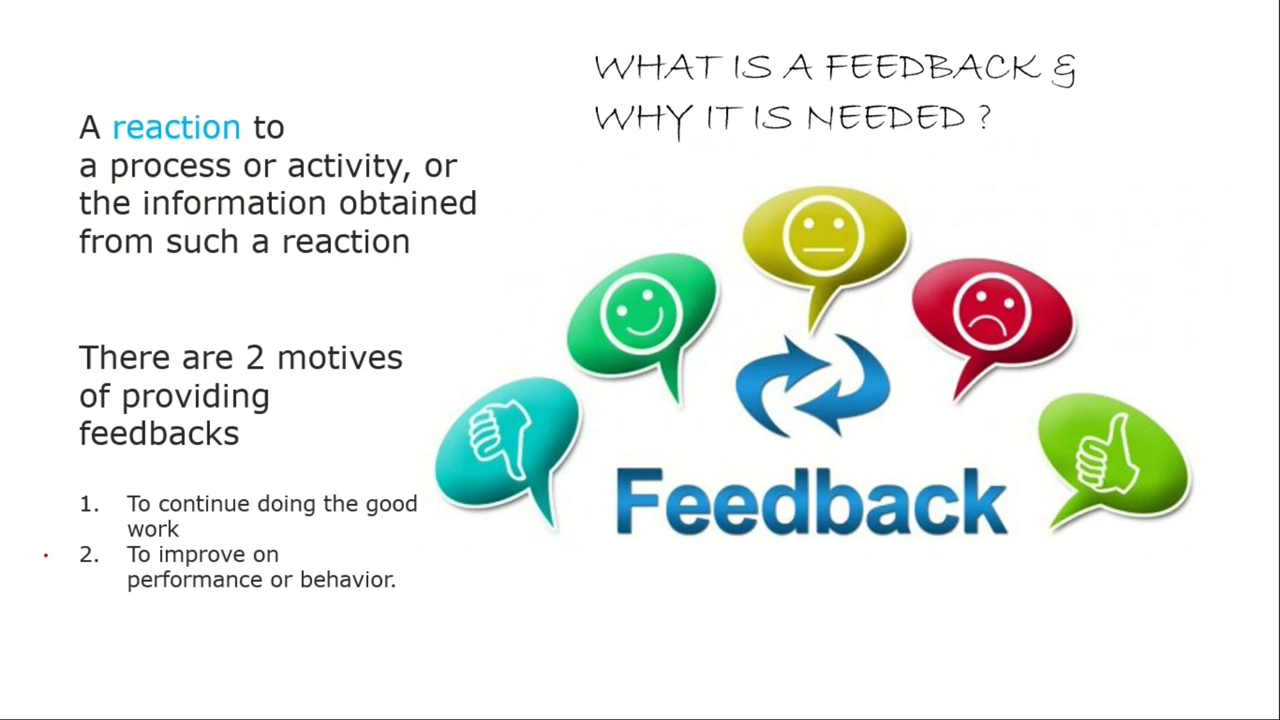 WHAT IS A FEEDBACK &
WHY IT IS NEEDED ?
A reaction to
a process or activity, or
the information obtained
from such a reaction
There are 2 motives
of providing
feedbacks
1. To continue doing the good
work
2. To improve on
performance or behavior.
Feedback